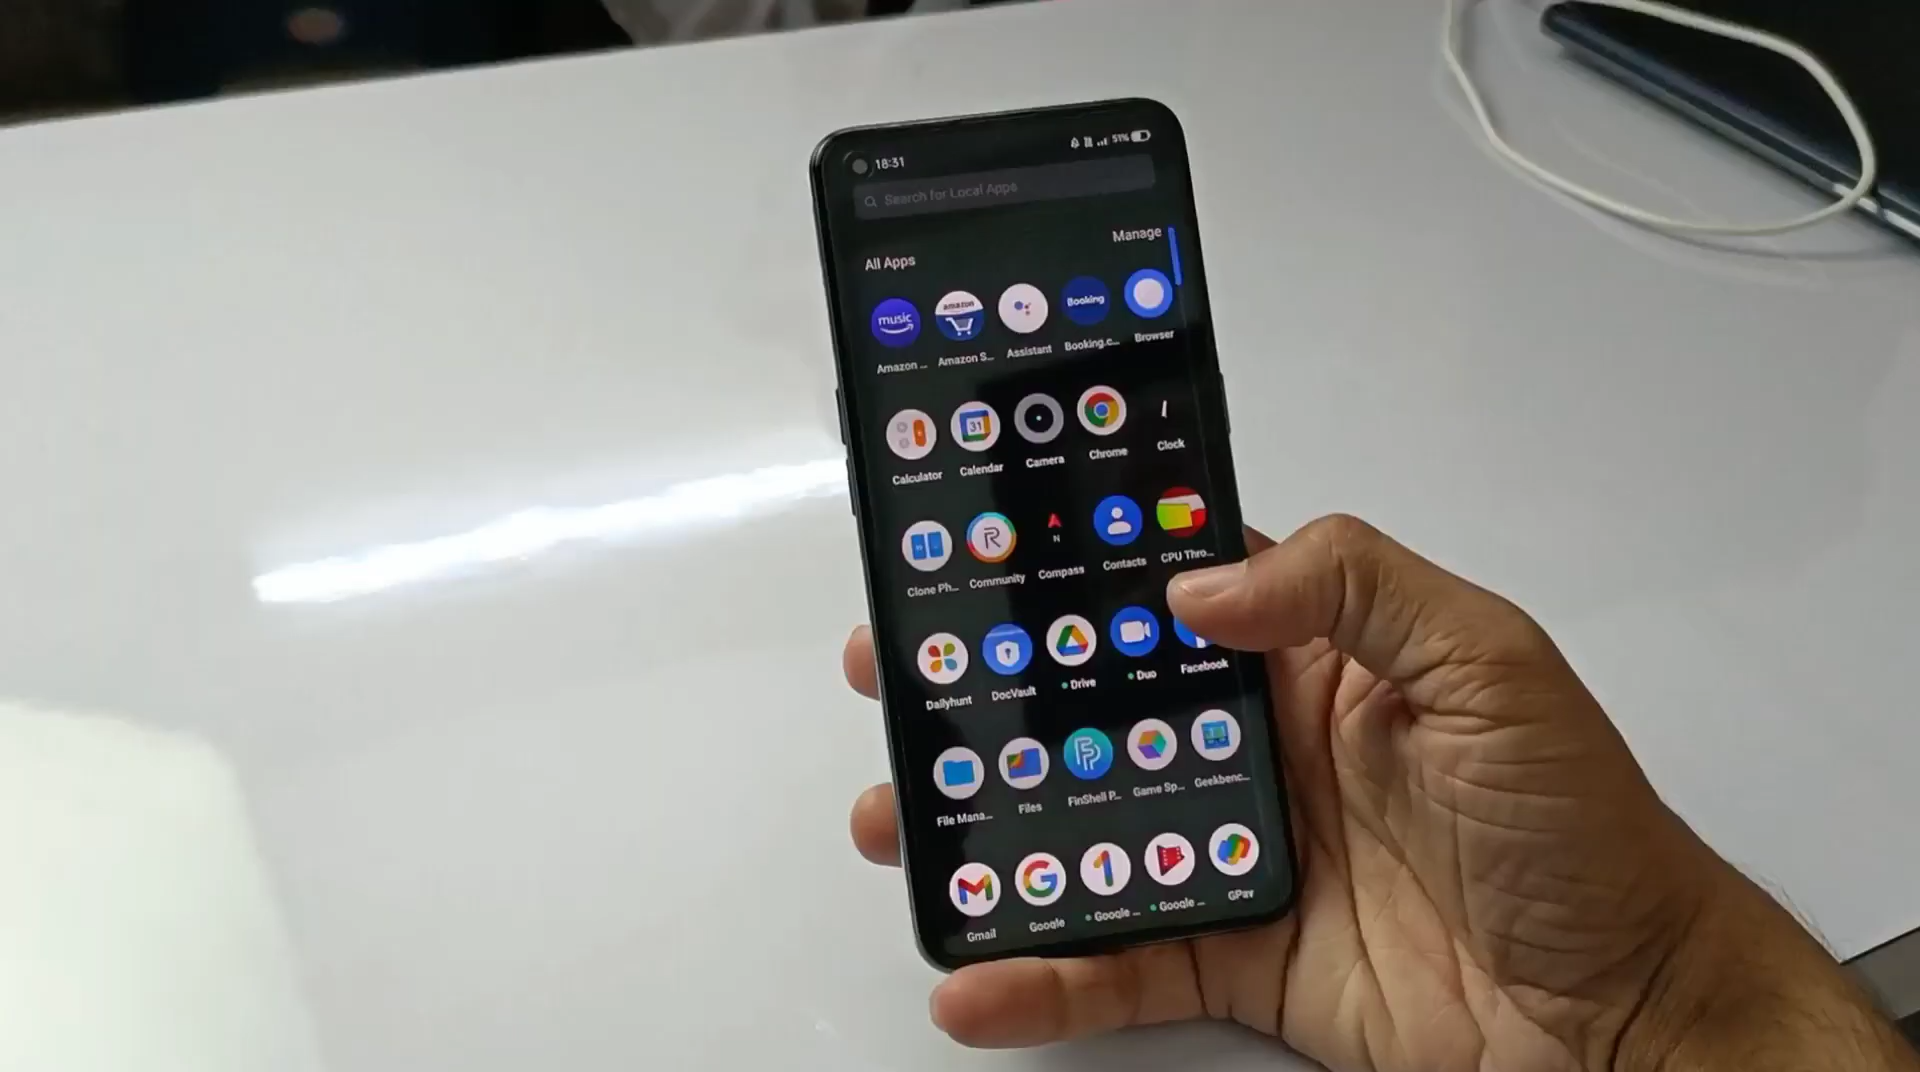 18:31 51%
Search for Local Apps
Manage
All Apps
music amazon Booking
Amazon ... Amazon S... Assistant Booking.c... Browser
31
Calculator Calendar Camera Chrome Clock
R N
Clone Ph... Community Compass Contacts CPU Thro...
Dailyhunt DocVault Drive Duo Facebook
File Mana... Files FinShell P... Game Sp... Geekbenc...
G 1
Gmail Google Google ... Google ... GPay